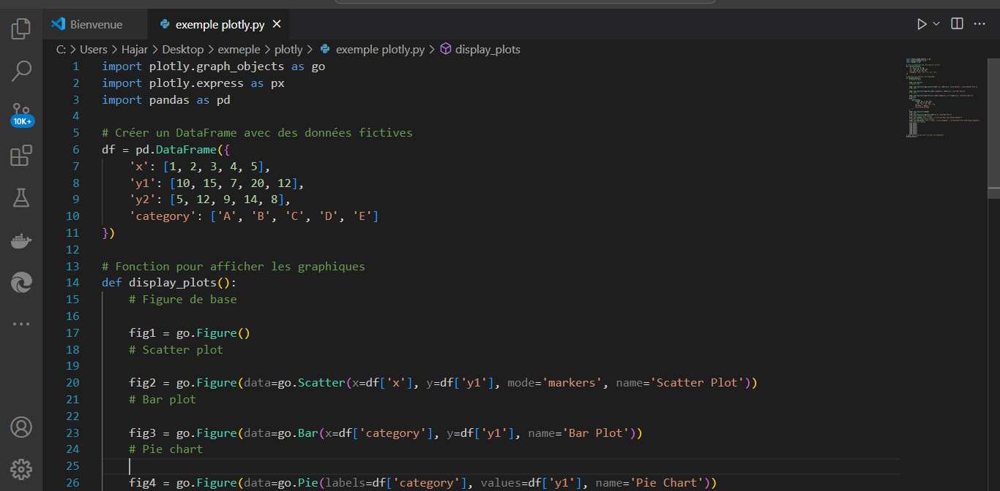 Bienvenue
exemple plotly.py
C: > Users > Hajar > Desktop > exmeple > plotly > exemple plotly.py > display_plots
10K+
1 import plotly.graph_objects as go
2 import plotly.express as px
3 import pandas as pd
4
5 # Créer un DataFrame avec des données fictives
6 df = pd.DataFrame({
7     'x': [1, 2, 3, 4, 5],
8     'y1': [10, 15, 7, 20, 12],
9     'y2': [5, 12, 9, 14, 8],
10     'category': ['A', 'B', 'C', 'D', 'E']
11 })
12
13 # Fonction pour afficher les graphiques
14 def display_plots():
15     # Figure de base
16
17     fig1 = go.Figure()
18     # Scatter plot
19
20     fig2 = go.Figure(data=go.Scatter(x=df['x'], y=df['y1'], mode='markers', name='Scatter Plot'))
21     # Bar plot
22
23     fig3 = go.Figure(data=go.Bar(x=df['category'], y=df['y1'], name='Bar Plot'))
24     # Pie chart
25
26     fig4 = go.Figure(data=go.Pie(labels=df['category'], values=df['y1'], name='Pie Chart'))